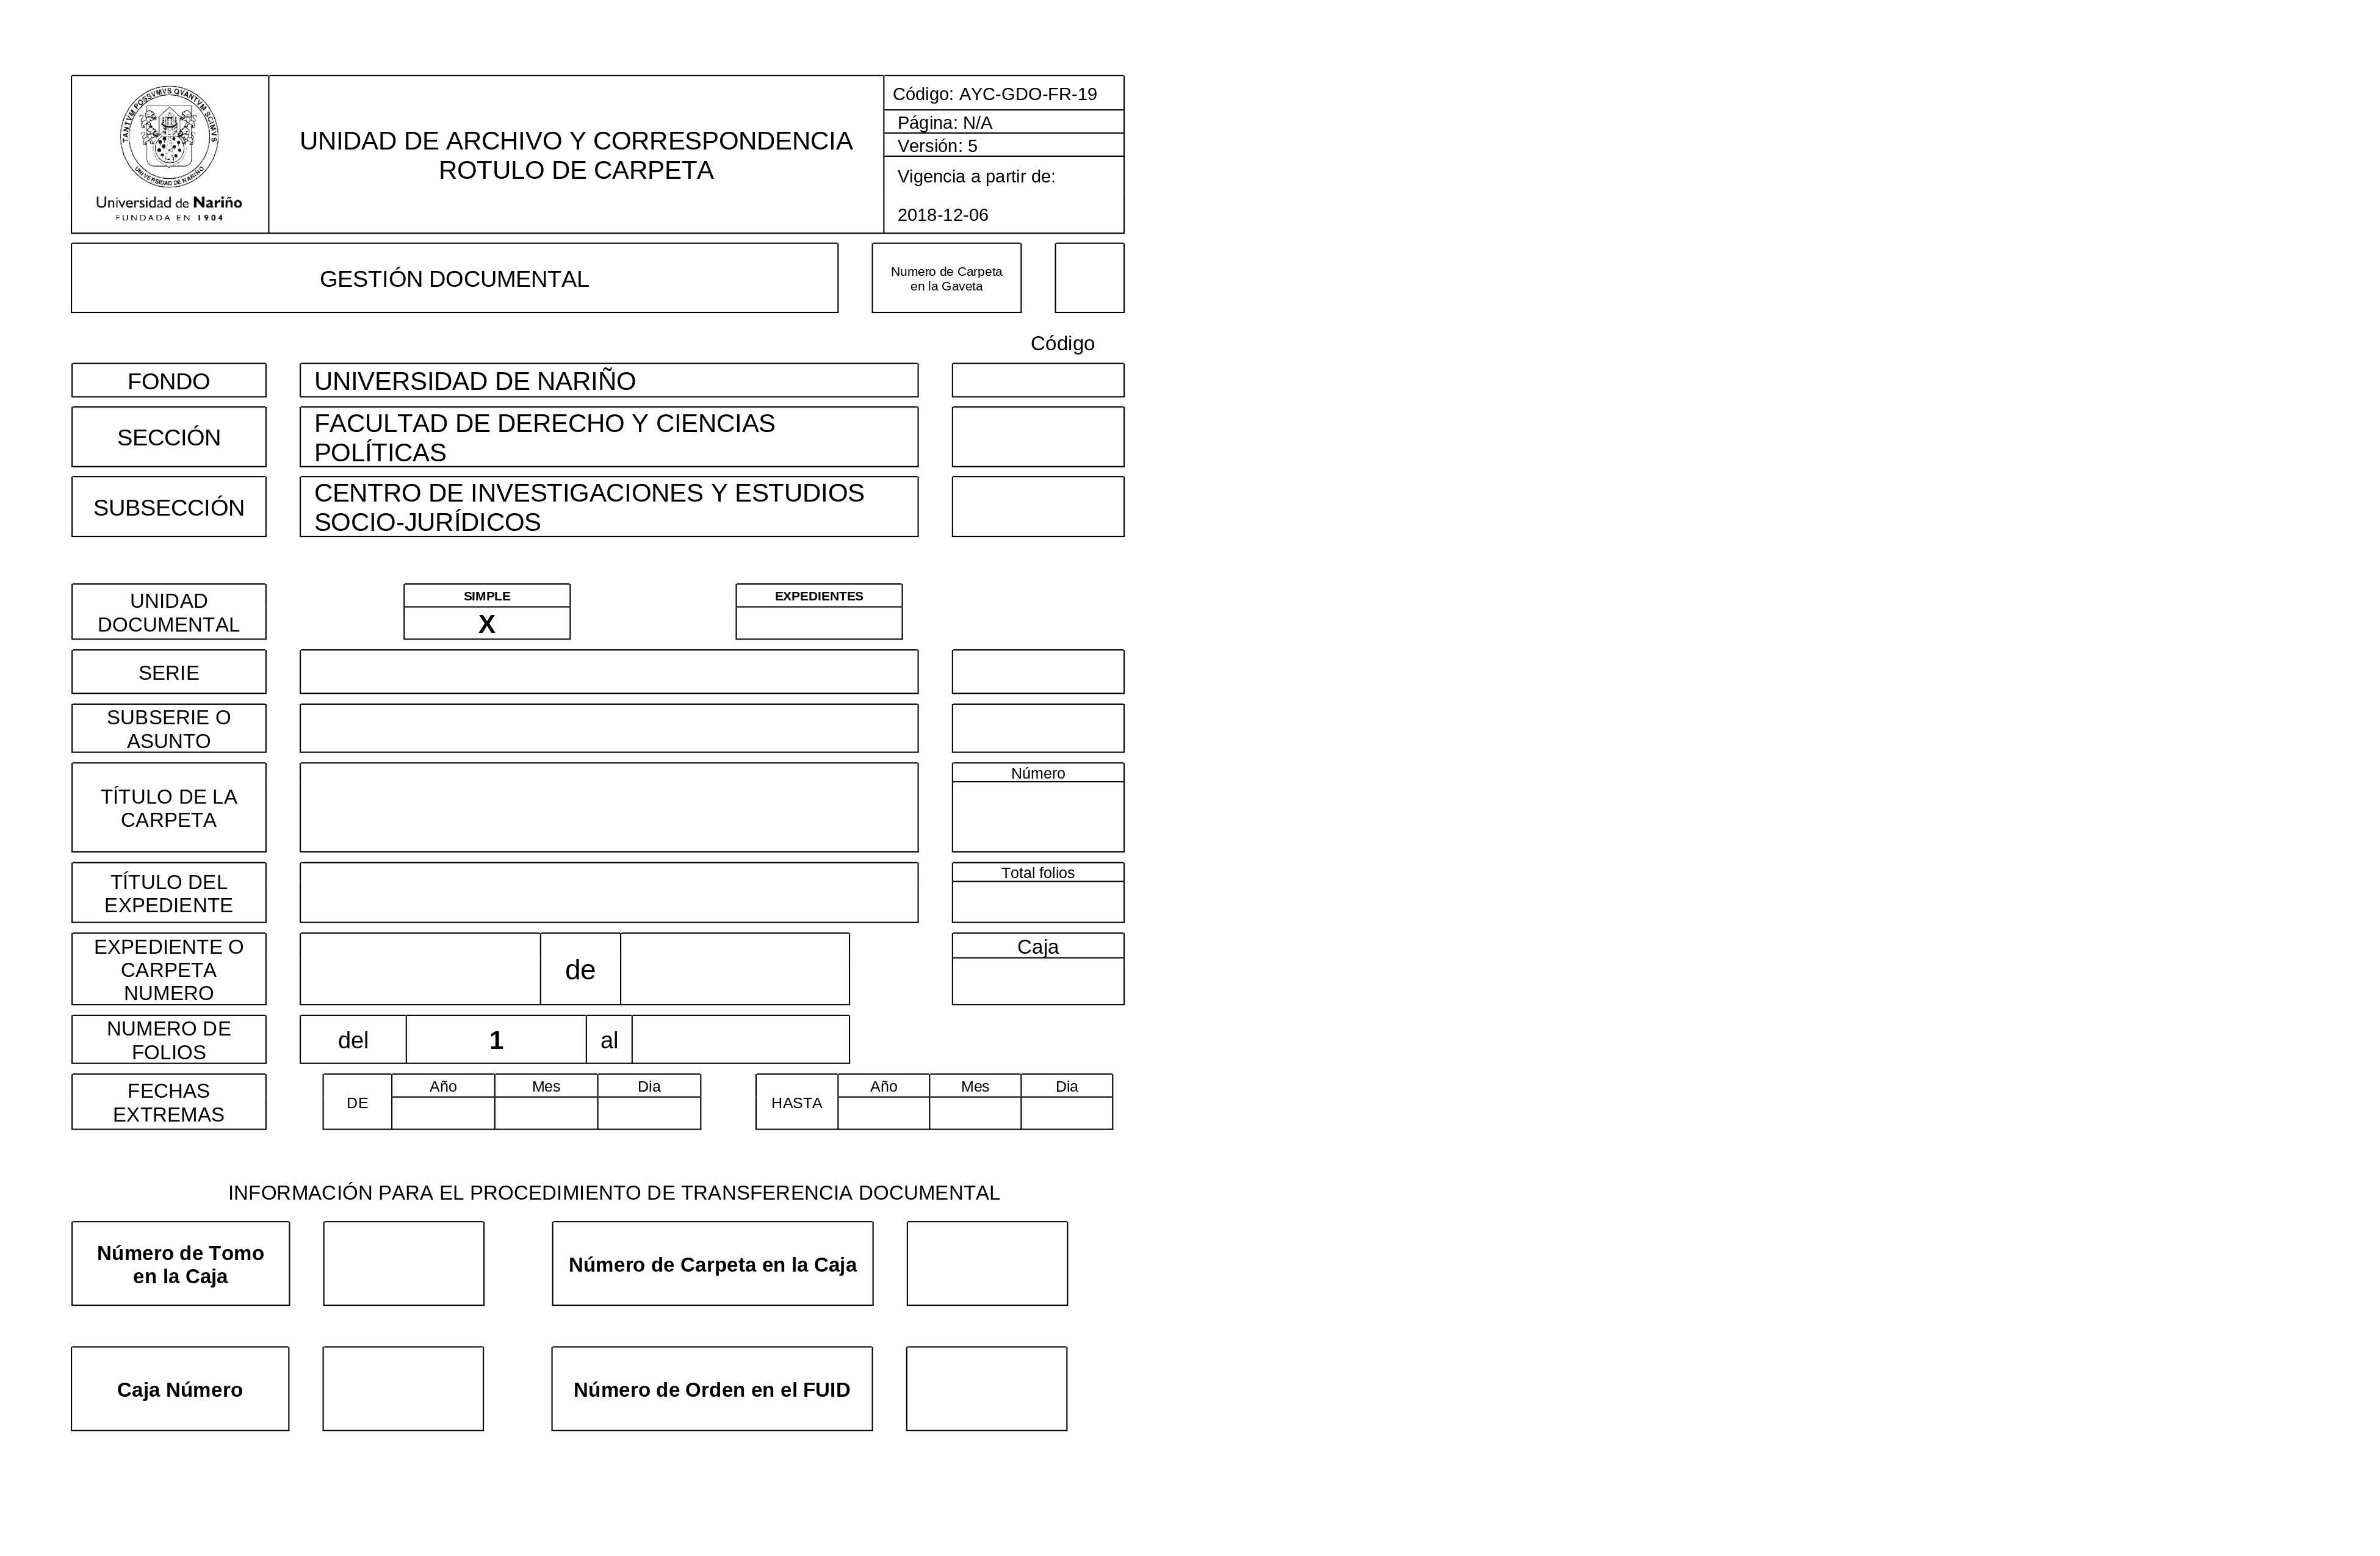 TANTVM POSSVMVS QVANTVM SCIMVS
UNIVERSIDAD DE NARIÑO
Universidad de Nariño
FUNDADA EN 1904
UNIDAD DE ARCHIVO Y CORRESPONDENCIA
ROTULO DE CARPETA
Código: AYC-GDO-FR-19
Página: N/A
Versión: 5
Vigencia a partir de:
2018-12-06
GESTIÓN DOCUMENTAL
Numero de Carpeta
en la Gaveta
Código
FONDO
UNIVERSIDAD DE NARIÑO
SECCIÓN
FACULTAD DE DERECHO Y CIENCIAS
POLÍTICAS
SUBSECCIÓN
CENTRO DE INVESTIGACIONES Y ESTUDIOS
SOCIO-JURÍDICOS
UNIDAD
DOCUMENTAL
SIMPLE
X
EXPEDIENTES
SERIE
SUBSERIE O
ASUNTO
TÍTULO DE LA
CARPETA
Número
TÍTULO DEL
EXPEDIENTE
Total folios
EXPEDIENTE O
CARPETA
NUMERO
de
Caja
NUMERO DE
FOLIOS
del 1 al
FECHAS
EXTREMAS
DE
Año Mes Dia
HASTA
Año Mes Dia
INFORMACIÓN PARA EL PROCEDIMIENTO DE TRANSFERENCIA DOCUMENTAL
Número de Tomo
en la Caja
Número de Carpeta en la Caja
Caja Número
Número de Orden en el FUID